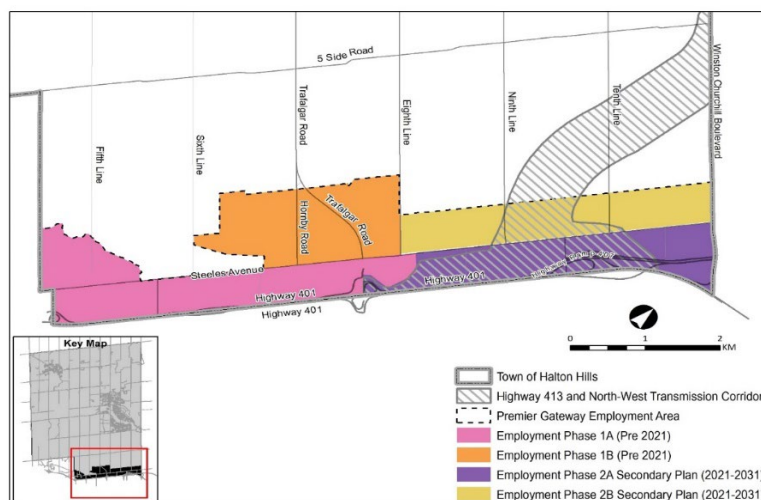 5 Side Road
Winston Churchill Boulevard
Fifth Line
Sixth Line
Trafalgar Road
Eighth Line
Ninth Line
Tenth Line
Hornby Road
Trafalgar Road
Steeles Avenue
Highway 401
Highway 401
Highway 401
0 1 2
KM
Key Map
Town of Halton Hills
Highway 413 and North-West Transmission Corridor
Premier Gateway Employment Area
Employment Phase 1A (Pre 2021)
Employment Phase 1B (Pre 2021)
Employment Phase 2A Secondary Plan (2021-2031)
Employment Phase 2B Secondary Plan (2021-2031)